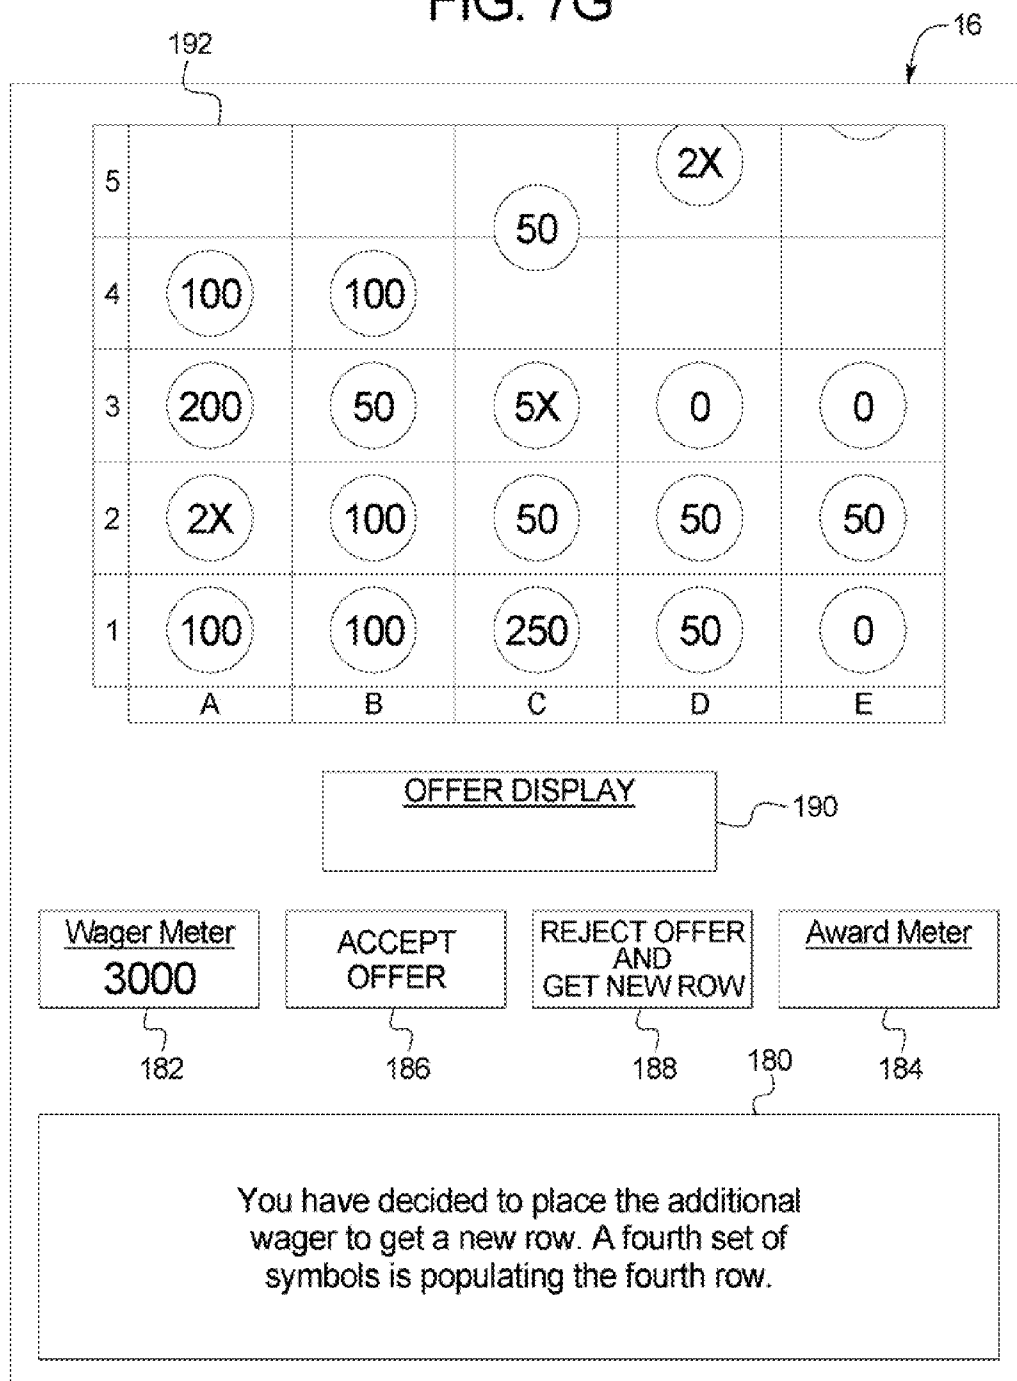 FIG. 7G
16
192
5 2X
50
4 100 100
3 200 50 5X 0 0
2 2X 100 50 50 50
1 100 100 250 50 0
A B C D E
OFFER DISPLAY
190
Wager Meter
3000
ACCEPT
OFFER
REJECT OFFER
AND
GET NEW ROW
Award Meter
182 186 188 184
180
You have decided to place the additional
wager to get a new row. A fourth set of
symbols is populating the fourth row.